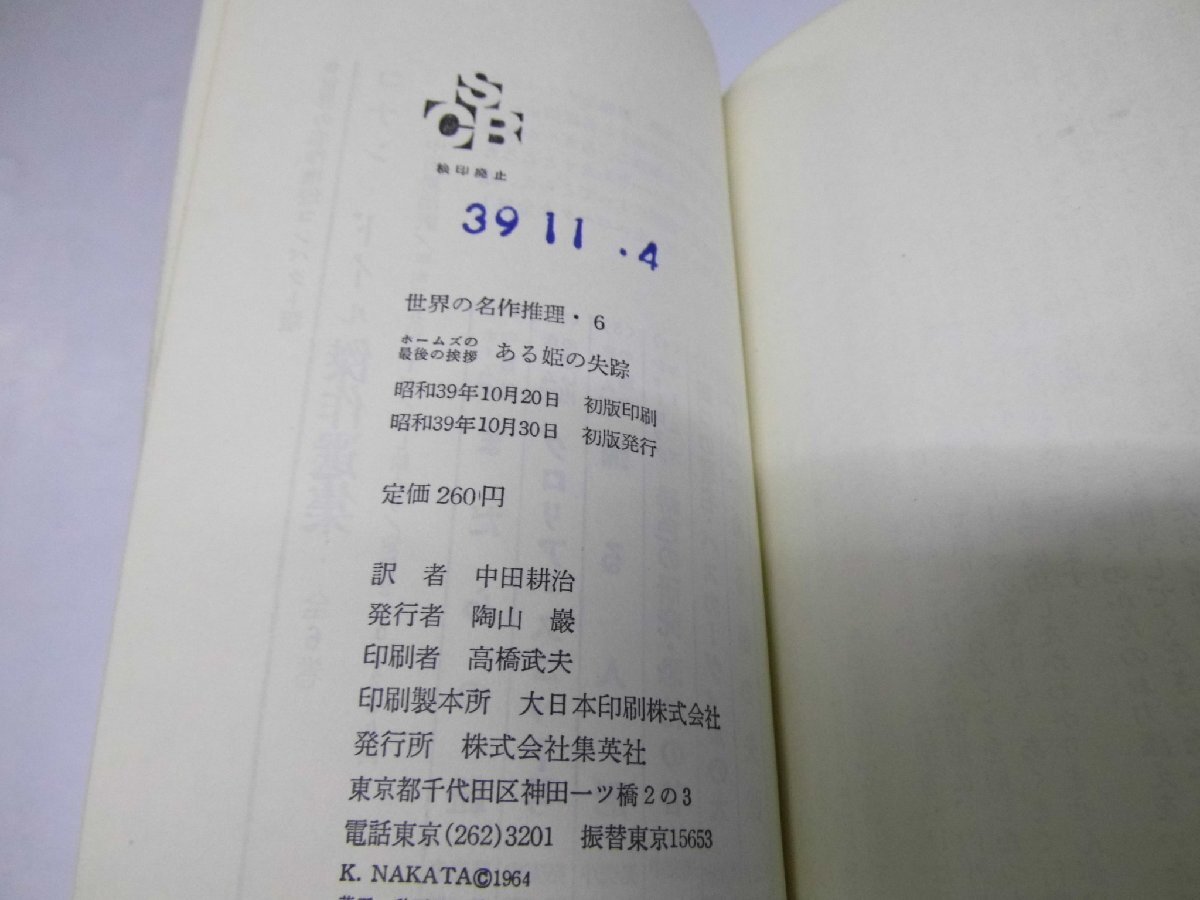 S
CB
検印廃止
39 11 .4
世界の名作推理・6
ホームズの
最後の挨拶 ある姫の失踪
昭和39年10月20日 初版印刷
昭和39年10月30日 初版発行
定価 260円
訳者 中田耕治
発行者 陶山巌
印刷者 高橋武夫
印刷製本所 大日本印刷株式会社
発行所 株式会社集英社
東京都千代田区神田一ツ橋2の3
電話東京(262)3201 振替東京15653
K. NAKATA©1964